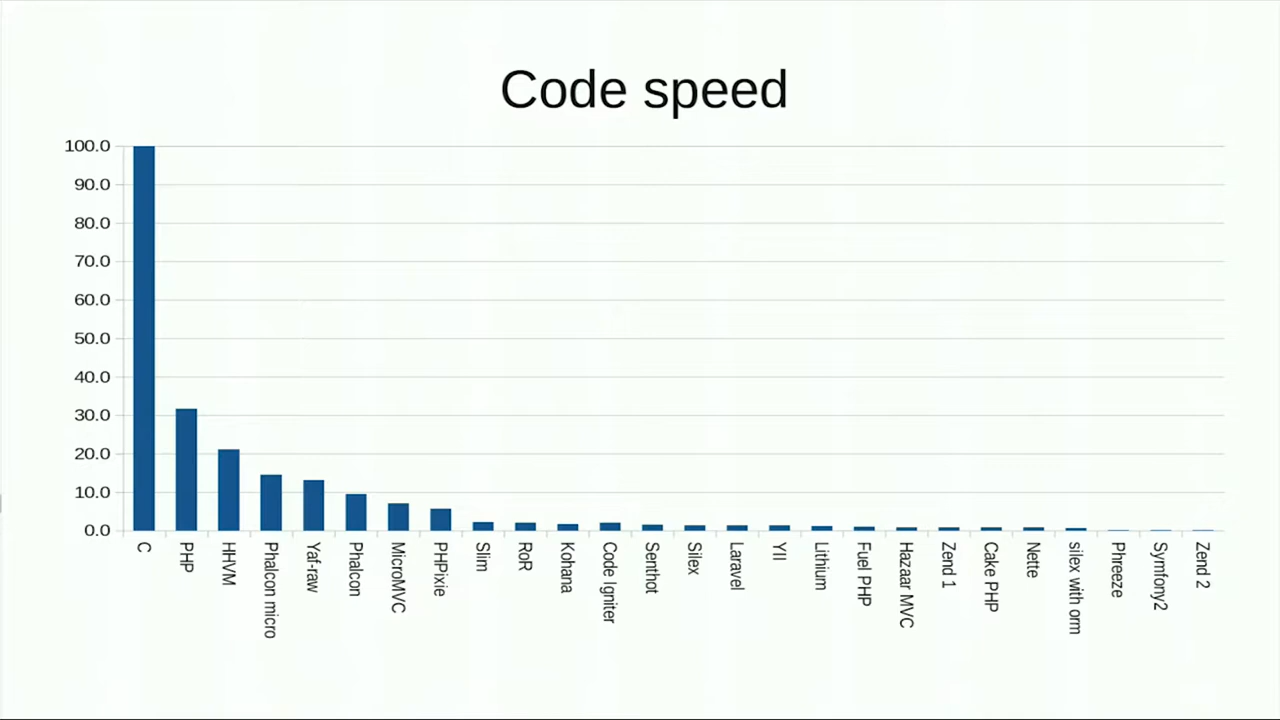 Code speed
100.0
90.0
80.0
70.0
60.0
50.0
40.0
30.0
20.0
10.0
0.0
C
PHP
HHVM
Phalcon micro
Yaf-raw
Phalcon
MicroMVC
PHPixie
Slim
RoR
Kohana
Code Igniter
Senthot
Silex
Laravel
YII
Lithium
Fuel PHP
Hazaar MVC
Zend 1
Cake PHP
Nette
silex with orm
Phreeze
Symfony2
Zend 2